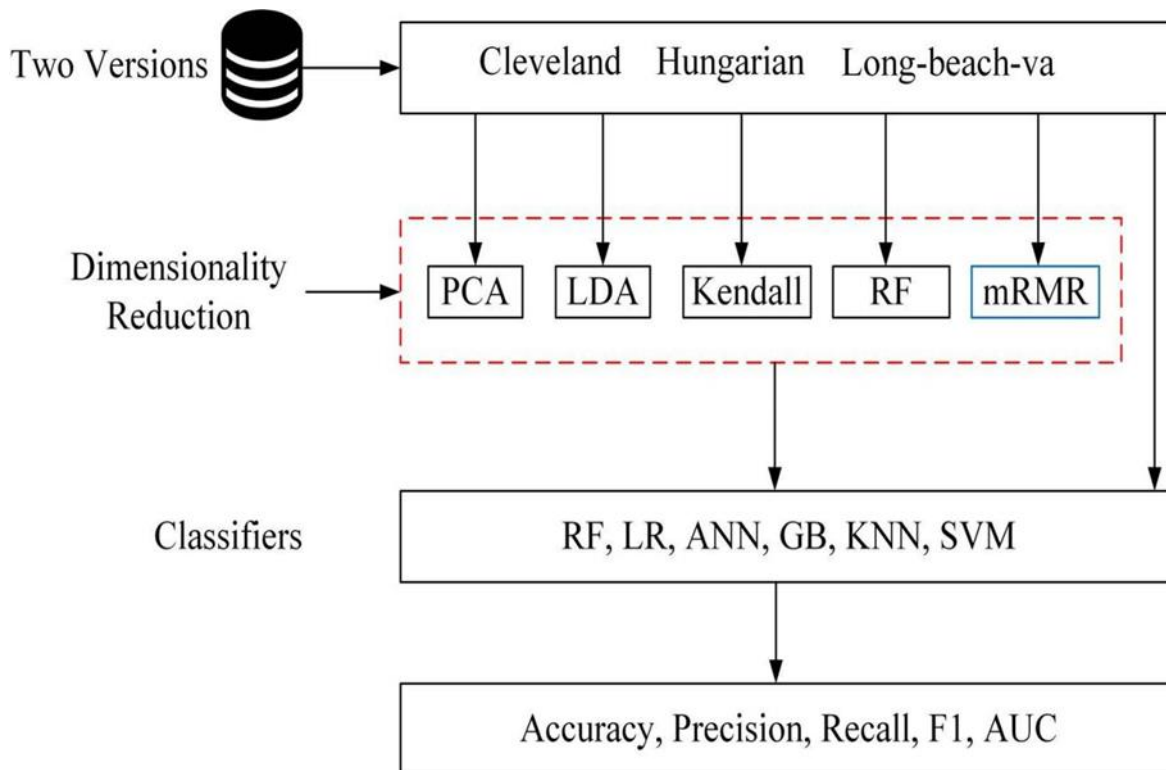 Two Versions
Cleveland Hungarian Long-beach-va
Dimensionality
Reduction
PCA LDA Kendall RF mRMR
Classifiers
RF, LR, ANN, GB, KNN, SVM
Accuracy, Precision, Recall, F1, AUC